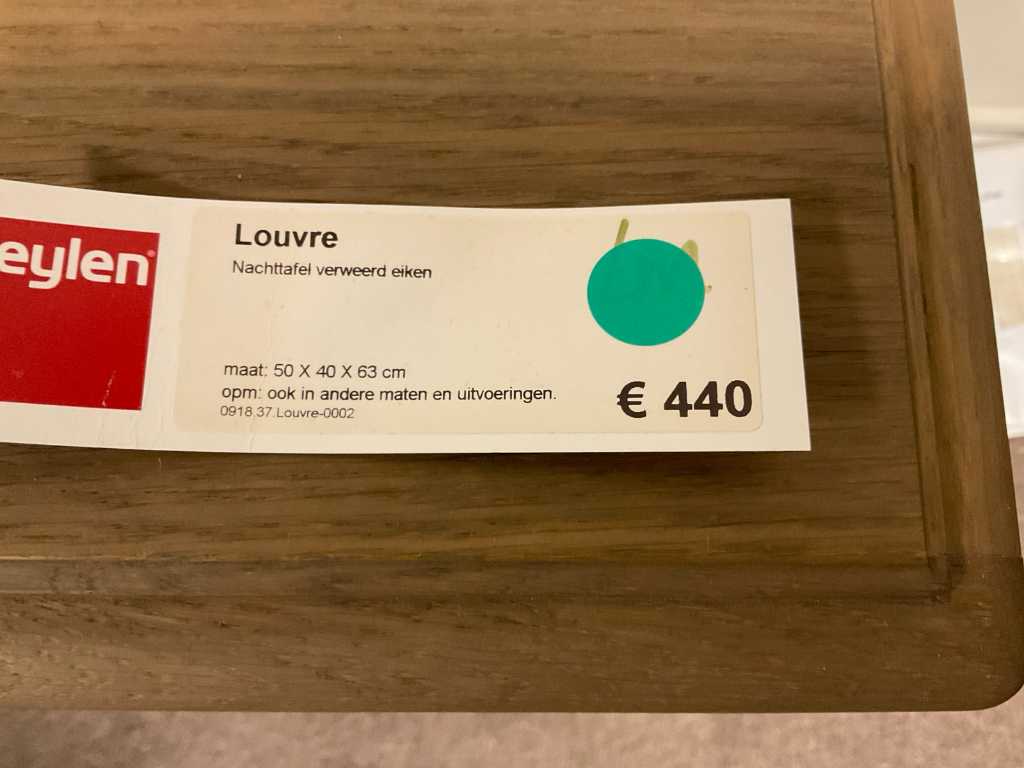 eylen®
Louvre
Nachttafel verweerd eiken
maat: 50 X 40 X 63 cm
opm: ook in andere maten en uitvoeringen.
0918.37.Louvre-0002
€ 440